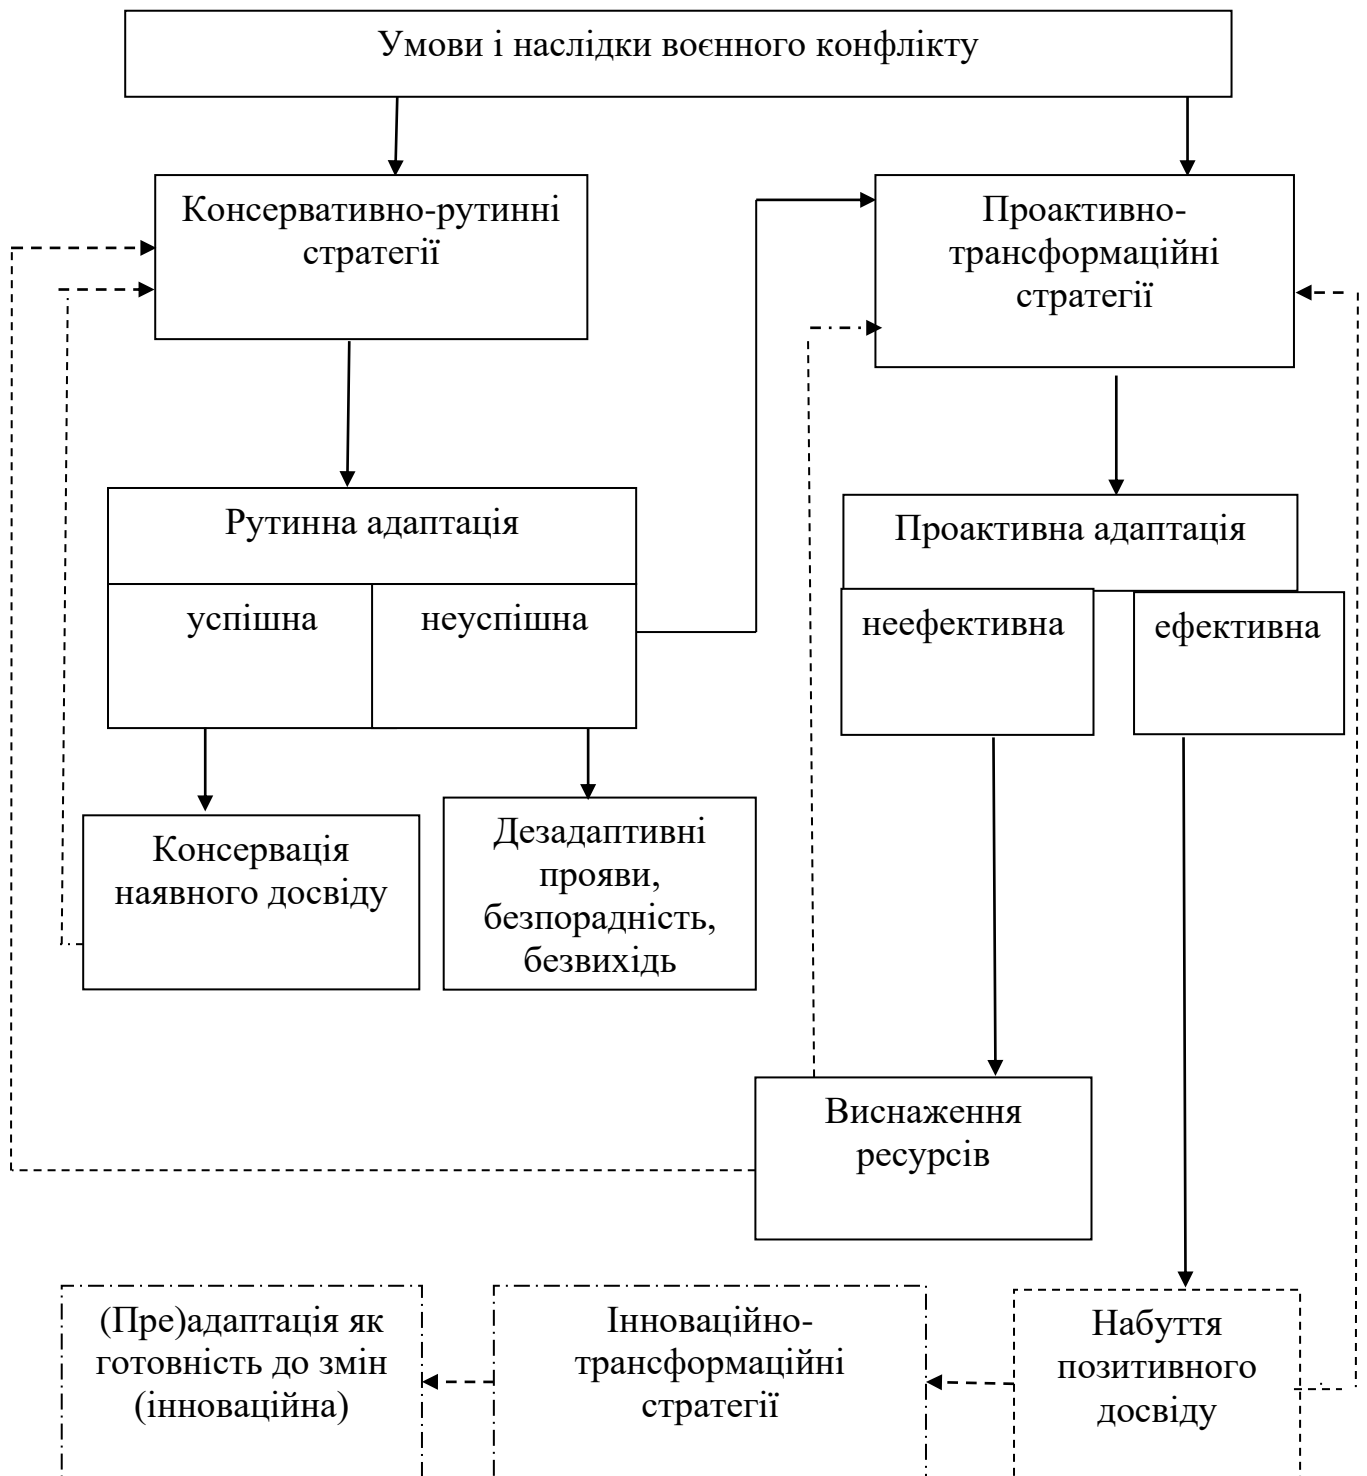 Умови і наслідки воєнного конфлікту
Консервативно-рутинні
стратегії
Проактивно-
трансформаційні
стратегії
Рутинна адаптація
успішна
неуспішна
Проактивна адаптація
неефективна
ефективна
Консервація
наявного досвіду
Дезадаптивні
прояви,
безпорадність,
безвихідь
Виснаження
ресурсів
(Пре)адаптація як
готовність до змін
(інноваційна)
Інноваційно-
трансформаційні
стратегії
Набуття
позитивного
досвіду